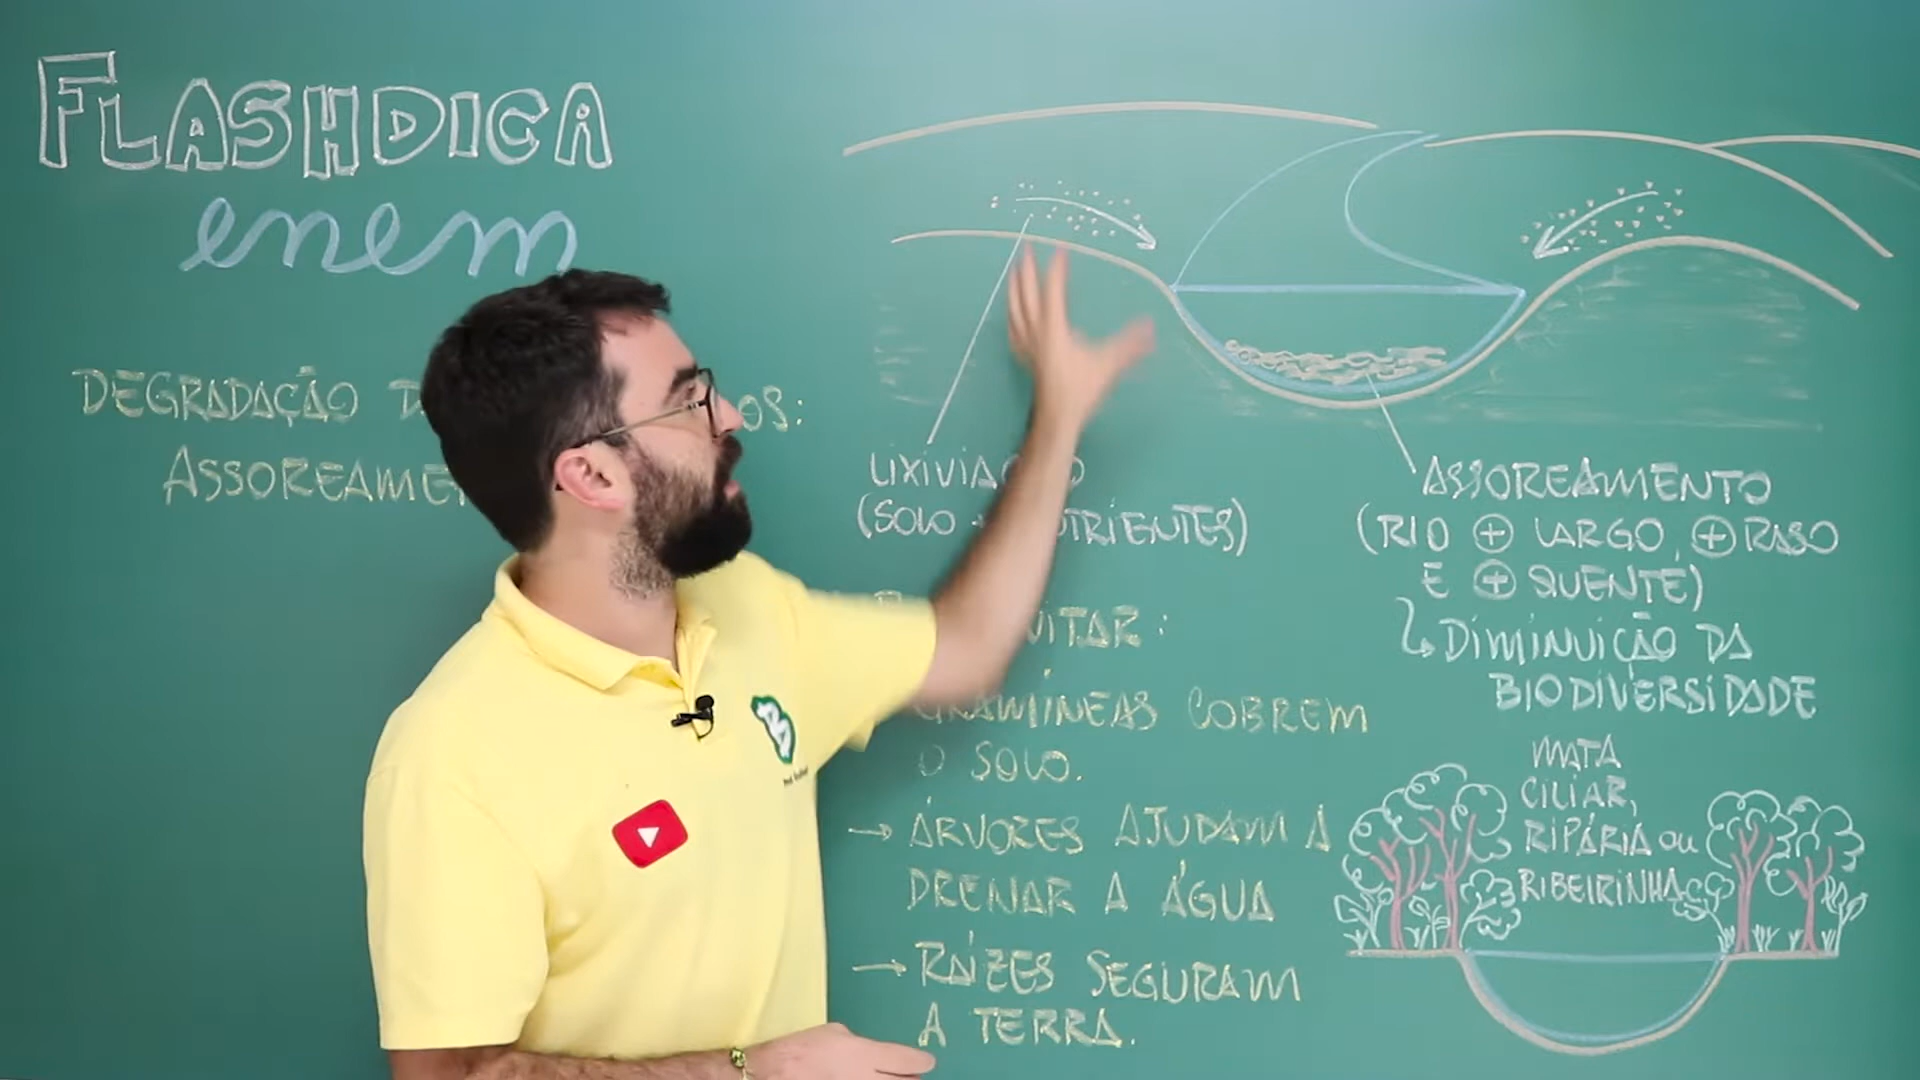 FLASHDICA
enem
DEGRADAÇÃO
OS:
ASSOREAME
LIXIVIA
(SOLO TRIENTES)
ASSOREAMENTO
(RIO ⊕ LARGO, ⊕ RASO
E ⊕ QUENTE)
↳ DIMINUIÇÃO DA
BIODIVERSIDADE
VITAR:
GRAMÍNEAS COBREM
O SOLO.
→ ÁRVORES AJUDAM A
DRENAR A ÁGUA
→ RAÍZES SEGURAM
A TERRA.
MATA
CILIAR,
RIPÁRIA ou
RIBEIRINHA